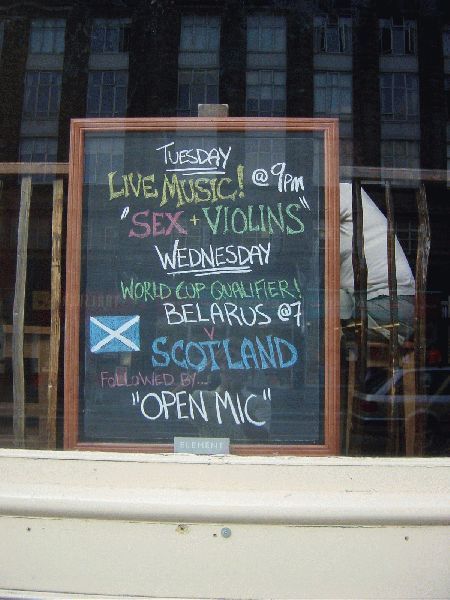 TUESDAY
LIVE MUSIC! @ 9PM
"SEX + VIOLINS"
WEDNESDAY
WORLD CUP QUALIFIER!
BELARUS @7
V
SCOTLAND
FOLLOWED BY...
"OPEN MIC"
ELEMENT